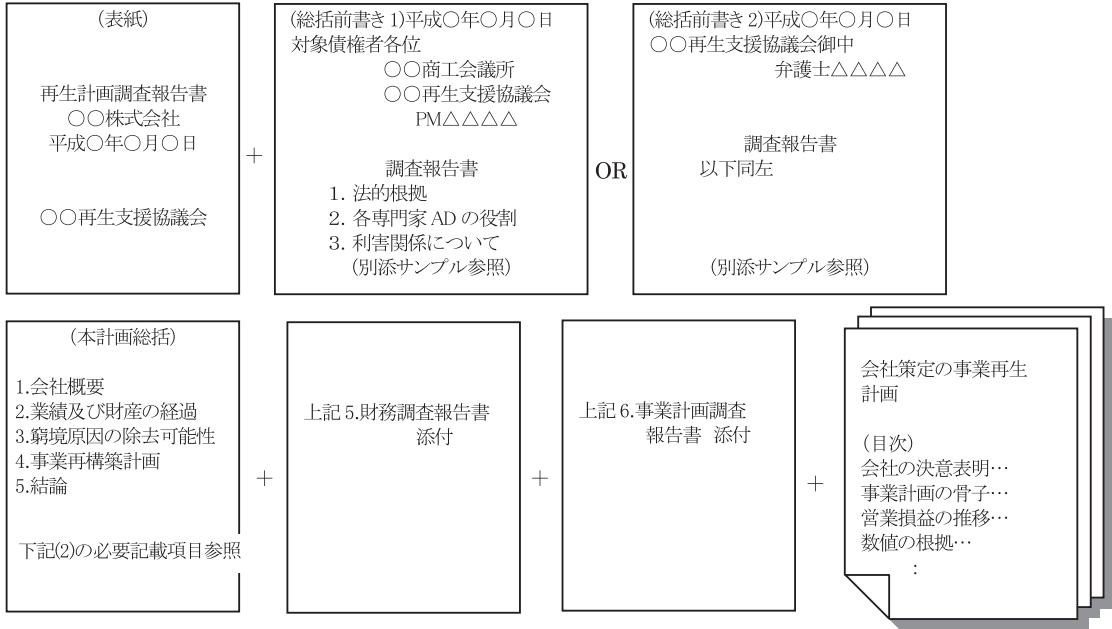 (表紙)
再生計画調査報告書
○○株式会社
平成○年○月○日
○○再生支援協議会
+
(総括前書き1)平成○年○月○日
対象債権者各位
○○商工会議所
○○再生支援協議会
PM△△△△
調査報告書
1. 法的根拠
2. 各専門家 AD の役割
3. 利害関係について
(別添サンプル参照)
OR
(総括前書き2)平成○年○月○日
○○再生支援協議会御中
弁護士△△△△
調査報告書
以下同左
(別添サンプル参照)
(本計画総括)
1.会社概要
2.業績及び財産の経過
3.窮境原因の除去可能性
4.事業再構築計画
5.結論
下記(2)の必要記載項目参照
+
上記 5.財務調査報告書
添付
+
上記 6.事業計画調査
報告書 添付
+
会社策定の事業再生
計画
(目次)
会社の決意表明…
事業計画の骨子…
営業損益の推移…
数値の根拠…
: